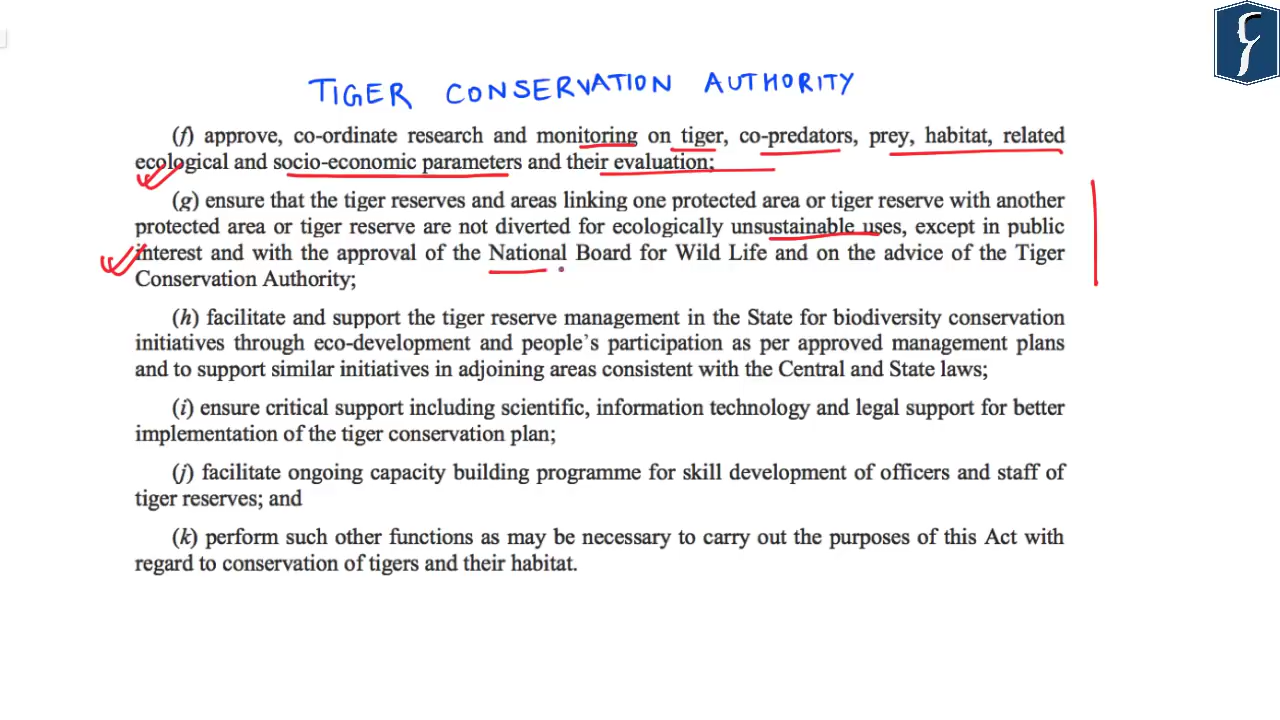 TIGER CONSERVATION AUTHORITY
(f) approve, co-ordinate research and monitoring on tiger, co-predators, prey, habitat, related
ecological and socio-economic parameters and their evaluation;
(g) ensure that the tiger reserves and areas linking one protected area or tiger reserve with another
protected area or tiger reserve are not diverted for ecologically unsustainable uses, except in public
interest and with the approval of the National Board for Wild Life and on the advice of the Tiger
Conservation Authority;
(h) facilitate and support the tiger reserve management in the State for biodiversity conservation
initiatives through eco-development and people's participation as per approved management plans
and to support similar initiatives in adjoining areas consistent with the Central and State laws;
(i) ensure critical support including scientific, information technology and legal support for better
implementation of the tiger conservation plan;
(j) facilitate ongoing capacity building programme for skill development of officers and staff of
tiger reserves; and
(k) perform such other functions as may be necessary to carry out the purposes of this Act with
regard to conservation of tigers and their habitat.